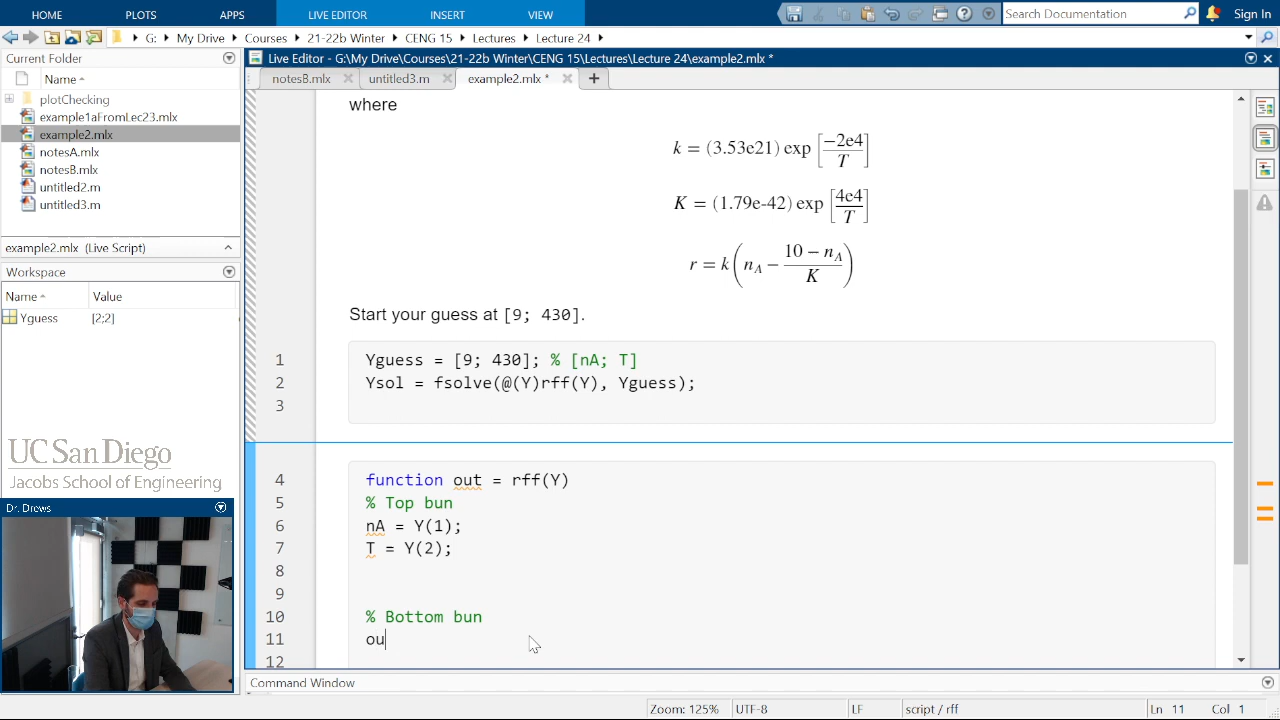 HOME PLOTS APPS LIVE EDITOR INSERT VIEW Search Documentation Sign In
G: My Drive Courses 21-22b Winter CENG 15 Lectures Lecture 24
Current Folder
Name
plotChecking
example1aFromLec23.mlx
example2.mlx
notesA.mlx
notesB.mlx
untitled2.m
untitled3.m
example2.mlx (Live Script)
Workspace
Name Value
Yguess [2;2]
UC San Diego
Jacobs School of Engineering
Dr. Drews
Live Editor - G:\My Drive\Courses\21-22b Winter\CENG 15\Lectures\Lecture 24\example2.mlx *
notesB.mlx untitled3.m example2.mlx *
where
k = (3.53e21) exp [−2e4/T]
K = (1.79e-42) exp [4e4/T]
r = k(n_A − (10 − n_A)/K)
Start your guess at [9; 430].
1 Yguess = [9; 430]; % [nA; T]
2 Ysol = fsolve(@(Y)rff(Y), Yguess);
3
4 function out = rff(Y)
5 % Top bun
6 nA = Y(1);
7 T = Y(2);
8
9
10 % Bottom bun
11 ou
12
Command Window
Zoom: 125% UTF-8 LF script / rff Ln 11 Col 1